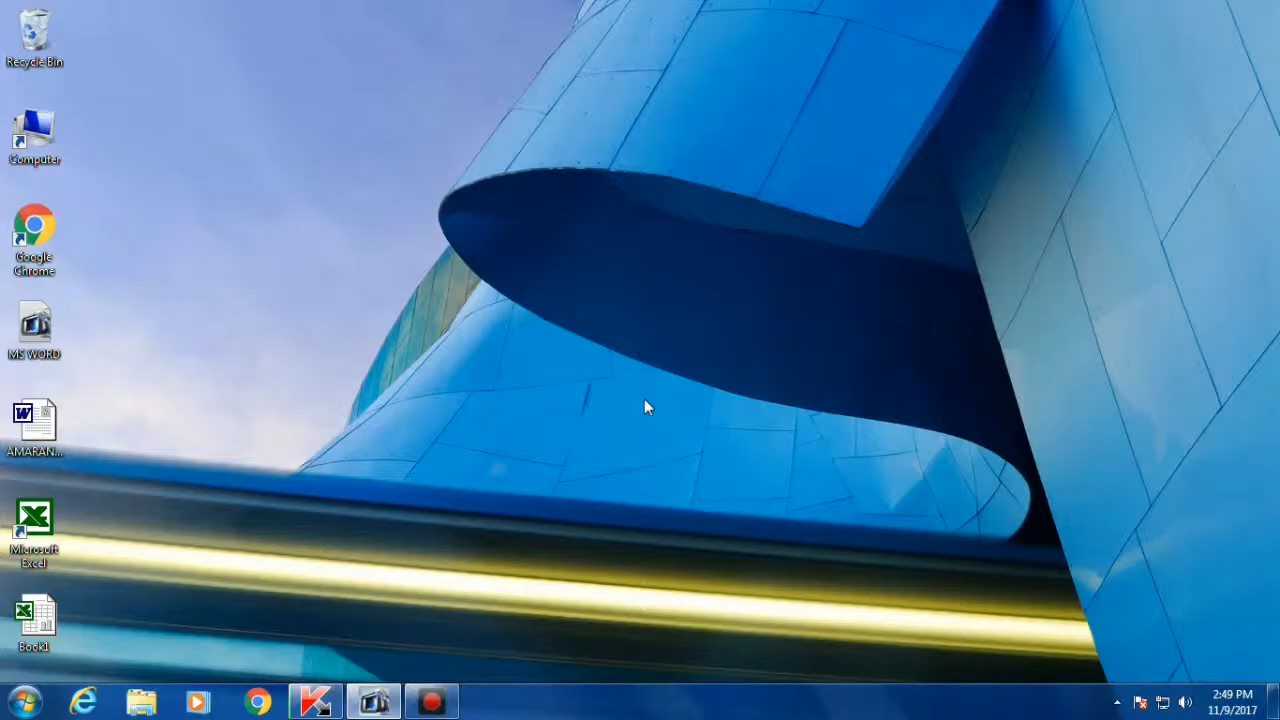 Recycle Bin
Computer
Google
Chrome
MS WORD
AMARAN...
Microsoft
Excel
Book1
2:49 PM
11/9/2017